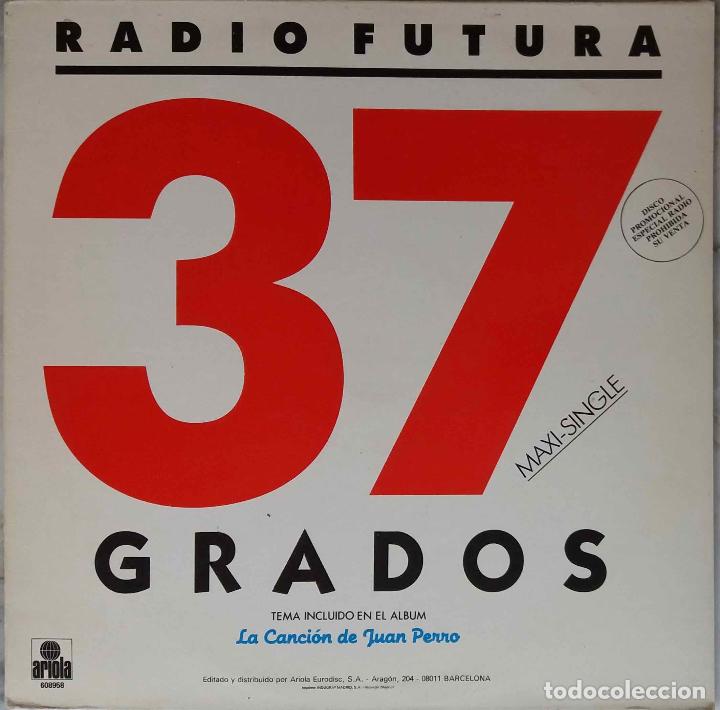 RADIO FUTURA
37
DISCO
PROMOCIONAL
ESPECIAL RADIO
PROHIBIDA
SU VENTA
MAXI-SINGLE
GRADOS
TEMA INCLUIDO EN EL ALBUM
La Canción de Juan Perro
ariola
608958
Editado y distribuido por Ariola Eurodisc, S.A. - Aragón, 204 - 08011 BARCELONA
todocoleccion